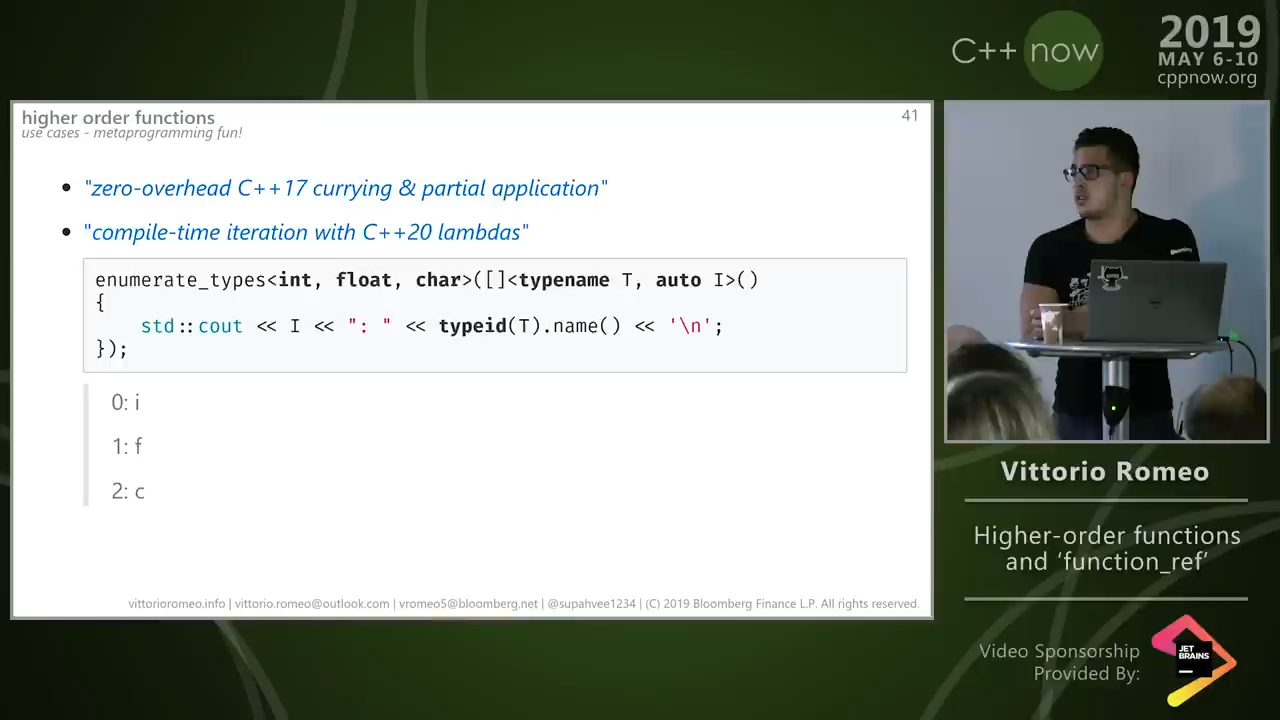 C++ now
2019
MAY 6-10
cppnow.org
higher order functions
use cases - metaprogramming fun!
41
• "zero-overhead C++17 currying & partial application"
• "compile-time iteration with C++20 lambdas"
enumerate_types<int, float, char>([]<typename T, auto I>()
{
    std::cout << I << ": " << typeid(T).name() << '\n';
});
0: i
1: f
2: c
vittorioromeo.info | vittorio.romeo@outlook.com | vromeo5@bloomberg.net | @supahvee1234 | (C) 2019 Bloomberg Finance L.P. All rights reserved.
Vittorio Romeo
Higher-order functions
and ‘function_ref’
Video Sponsorship
Provided By:
JET
BRAINS